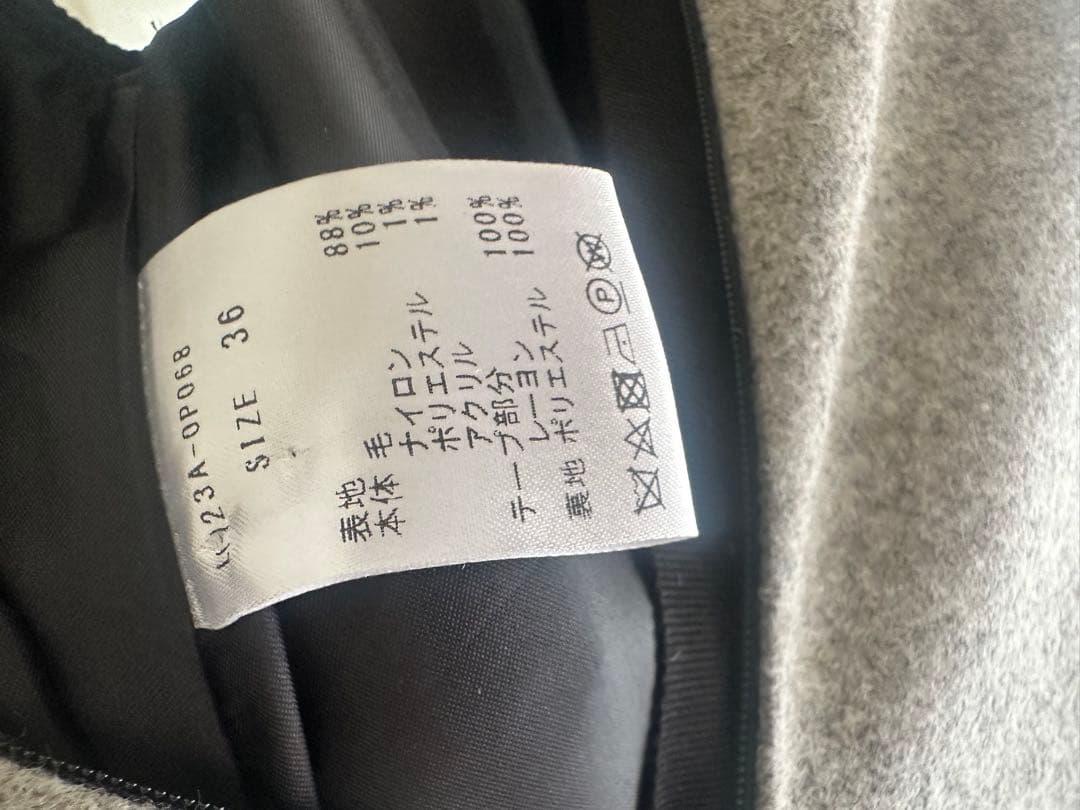 23A-OP068
SIZE 36
表地
本体 毛 88%
ナイロン 10%
ポリエステル 1%
アクリル 1%
テープ部分
レーヨン 100%
裏地 ポリエステル 100%
P